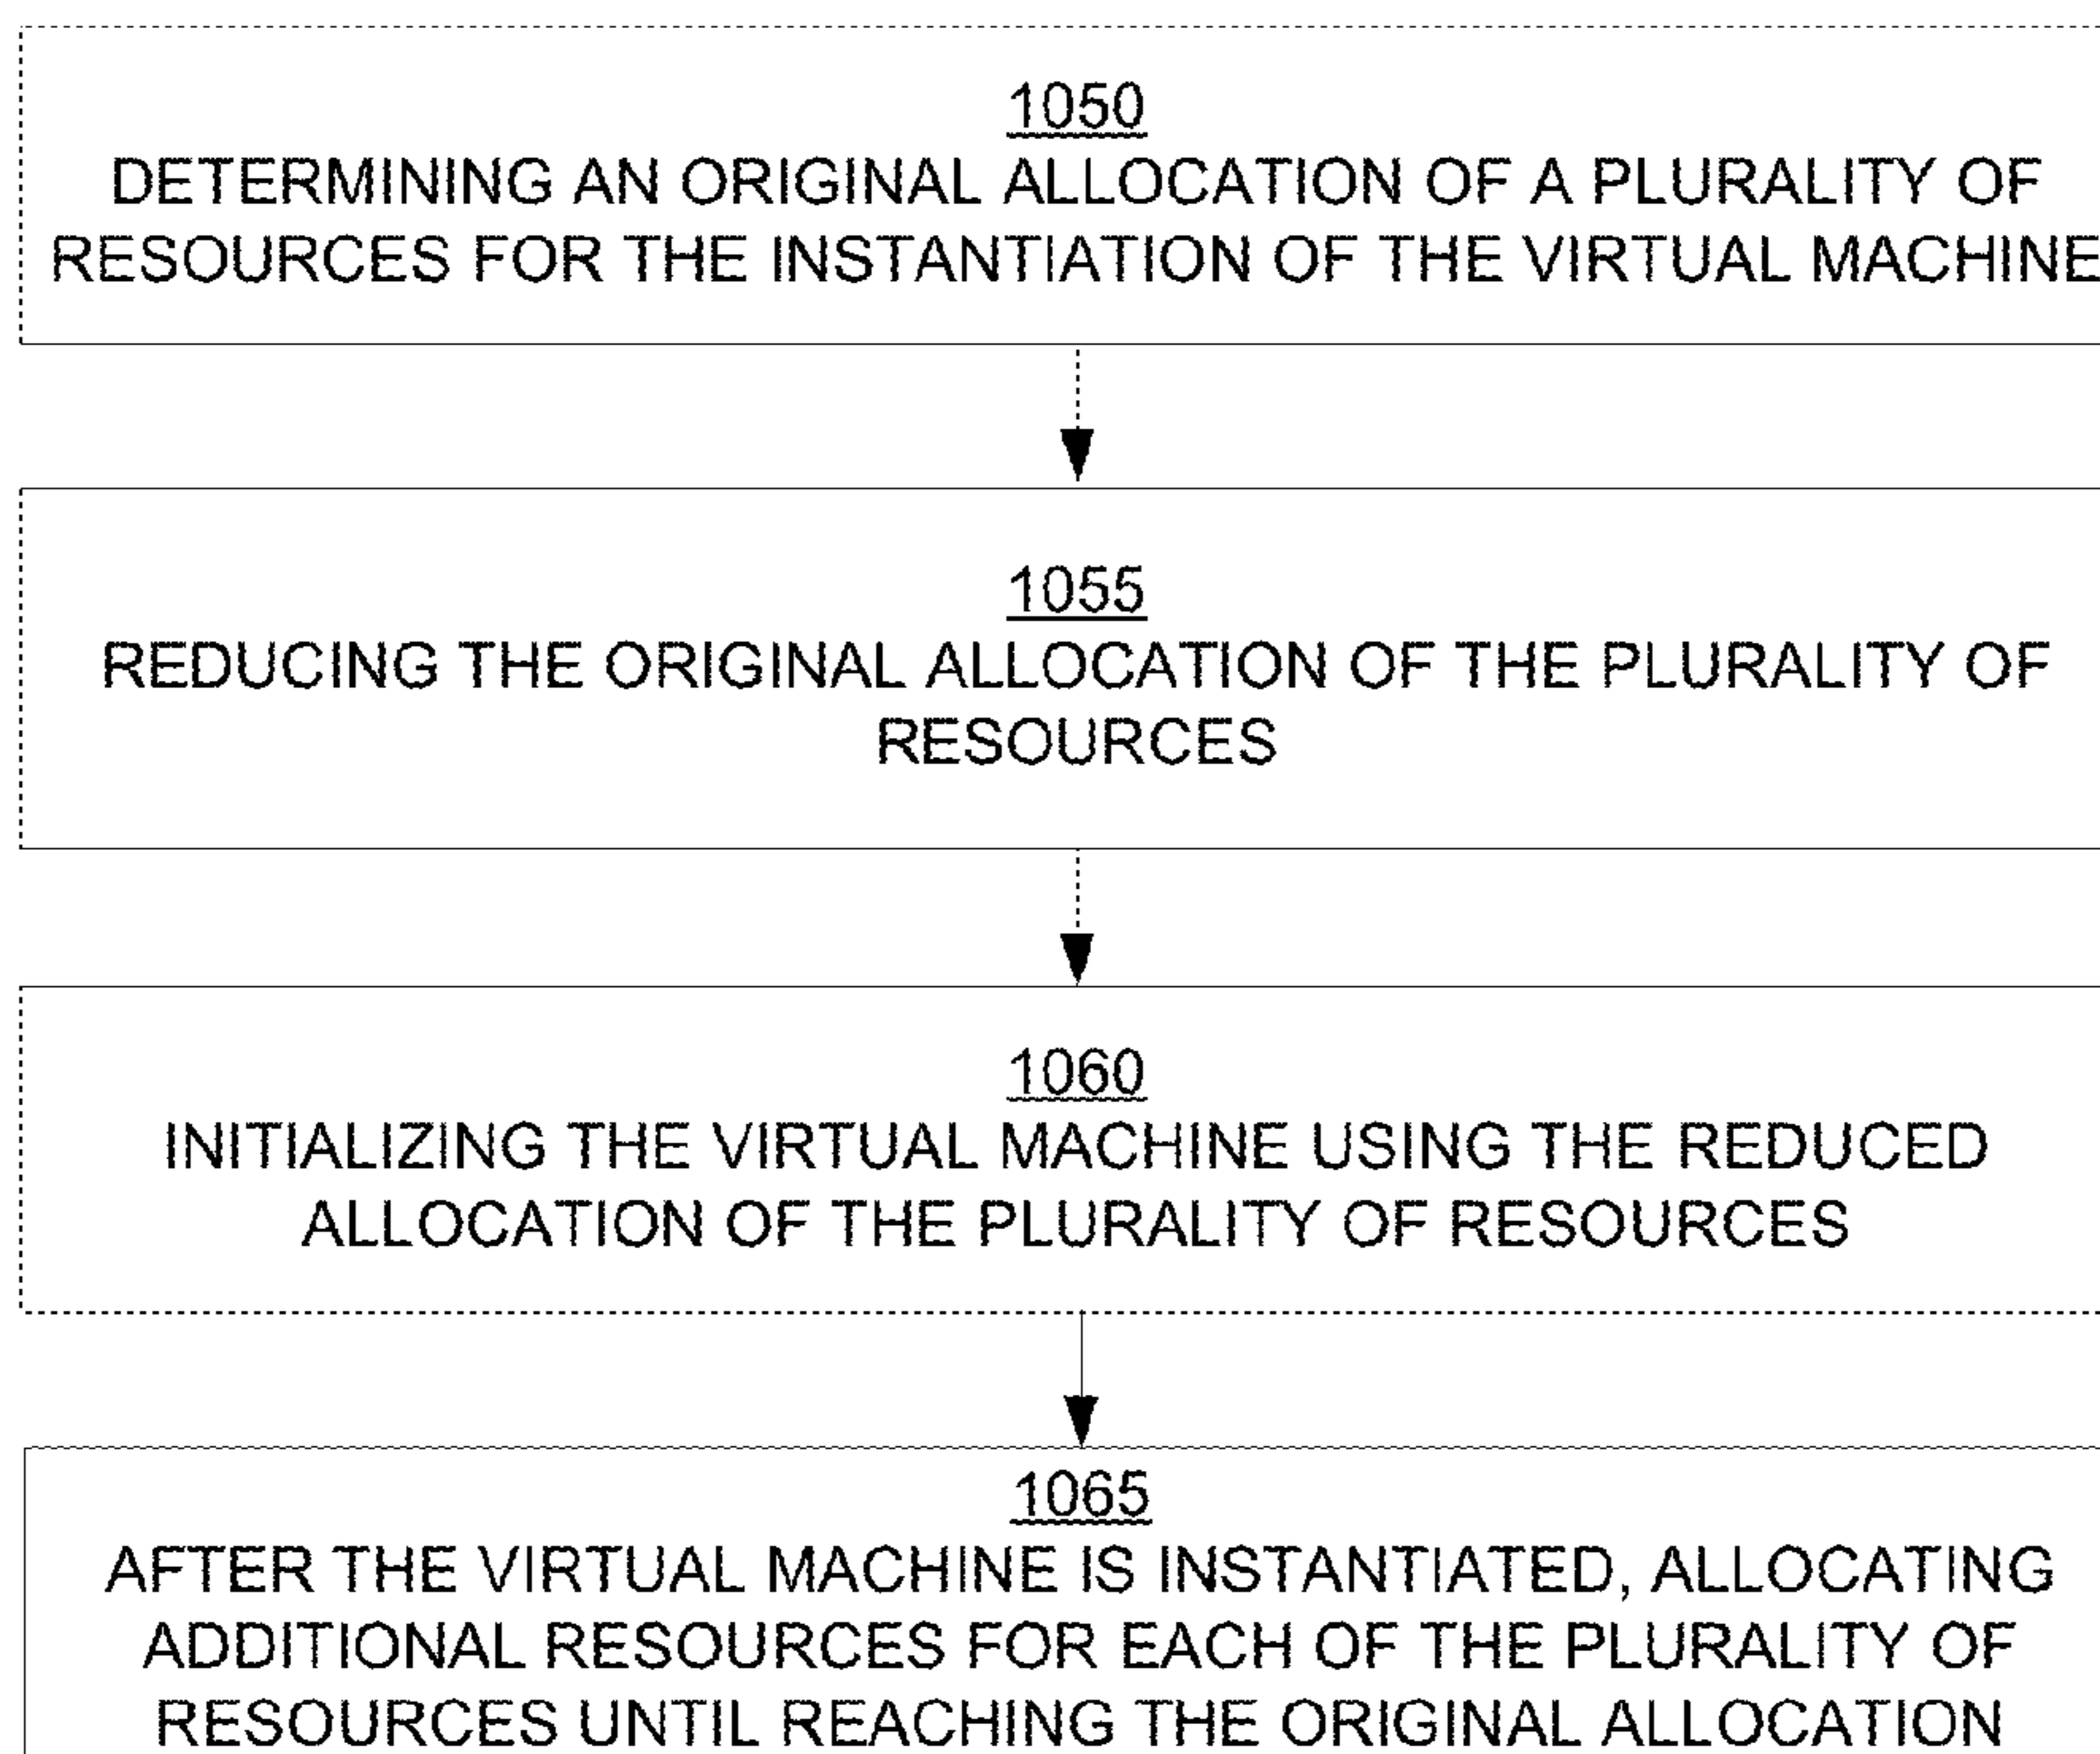 1050
DETERMINING AN ORIGINAL ALLOCATION OF A PLURALITY OF
RESOURCES FOR THE INSTANTIATION OF THE VIRTUAL MACHINE
1055
REDUCING THE ORIGINAL ALLOCATION OF THE PLURALITY OF
RESOURCES
1060
INITIALIZING THE VIRTUAL MACHINE USING THE REDUCED
ALLOCATION OF THE PLURALITY OF RESOURCES
1065
AFTER THE VIRTUAL MACHINE IS INSTANTIATED, ALLOCATING
ADDITIONAL RESOURCES FOR EACH OF THE PLURALITY OF
RESOURCES UNTIL REACHING THE ORIGINAL ALLOCATION